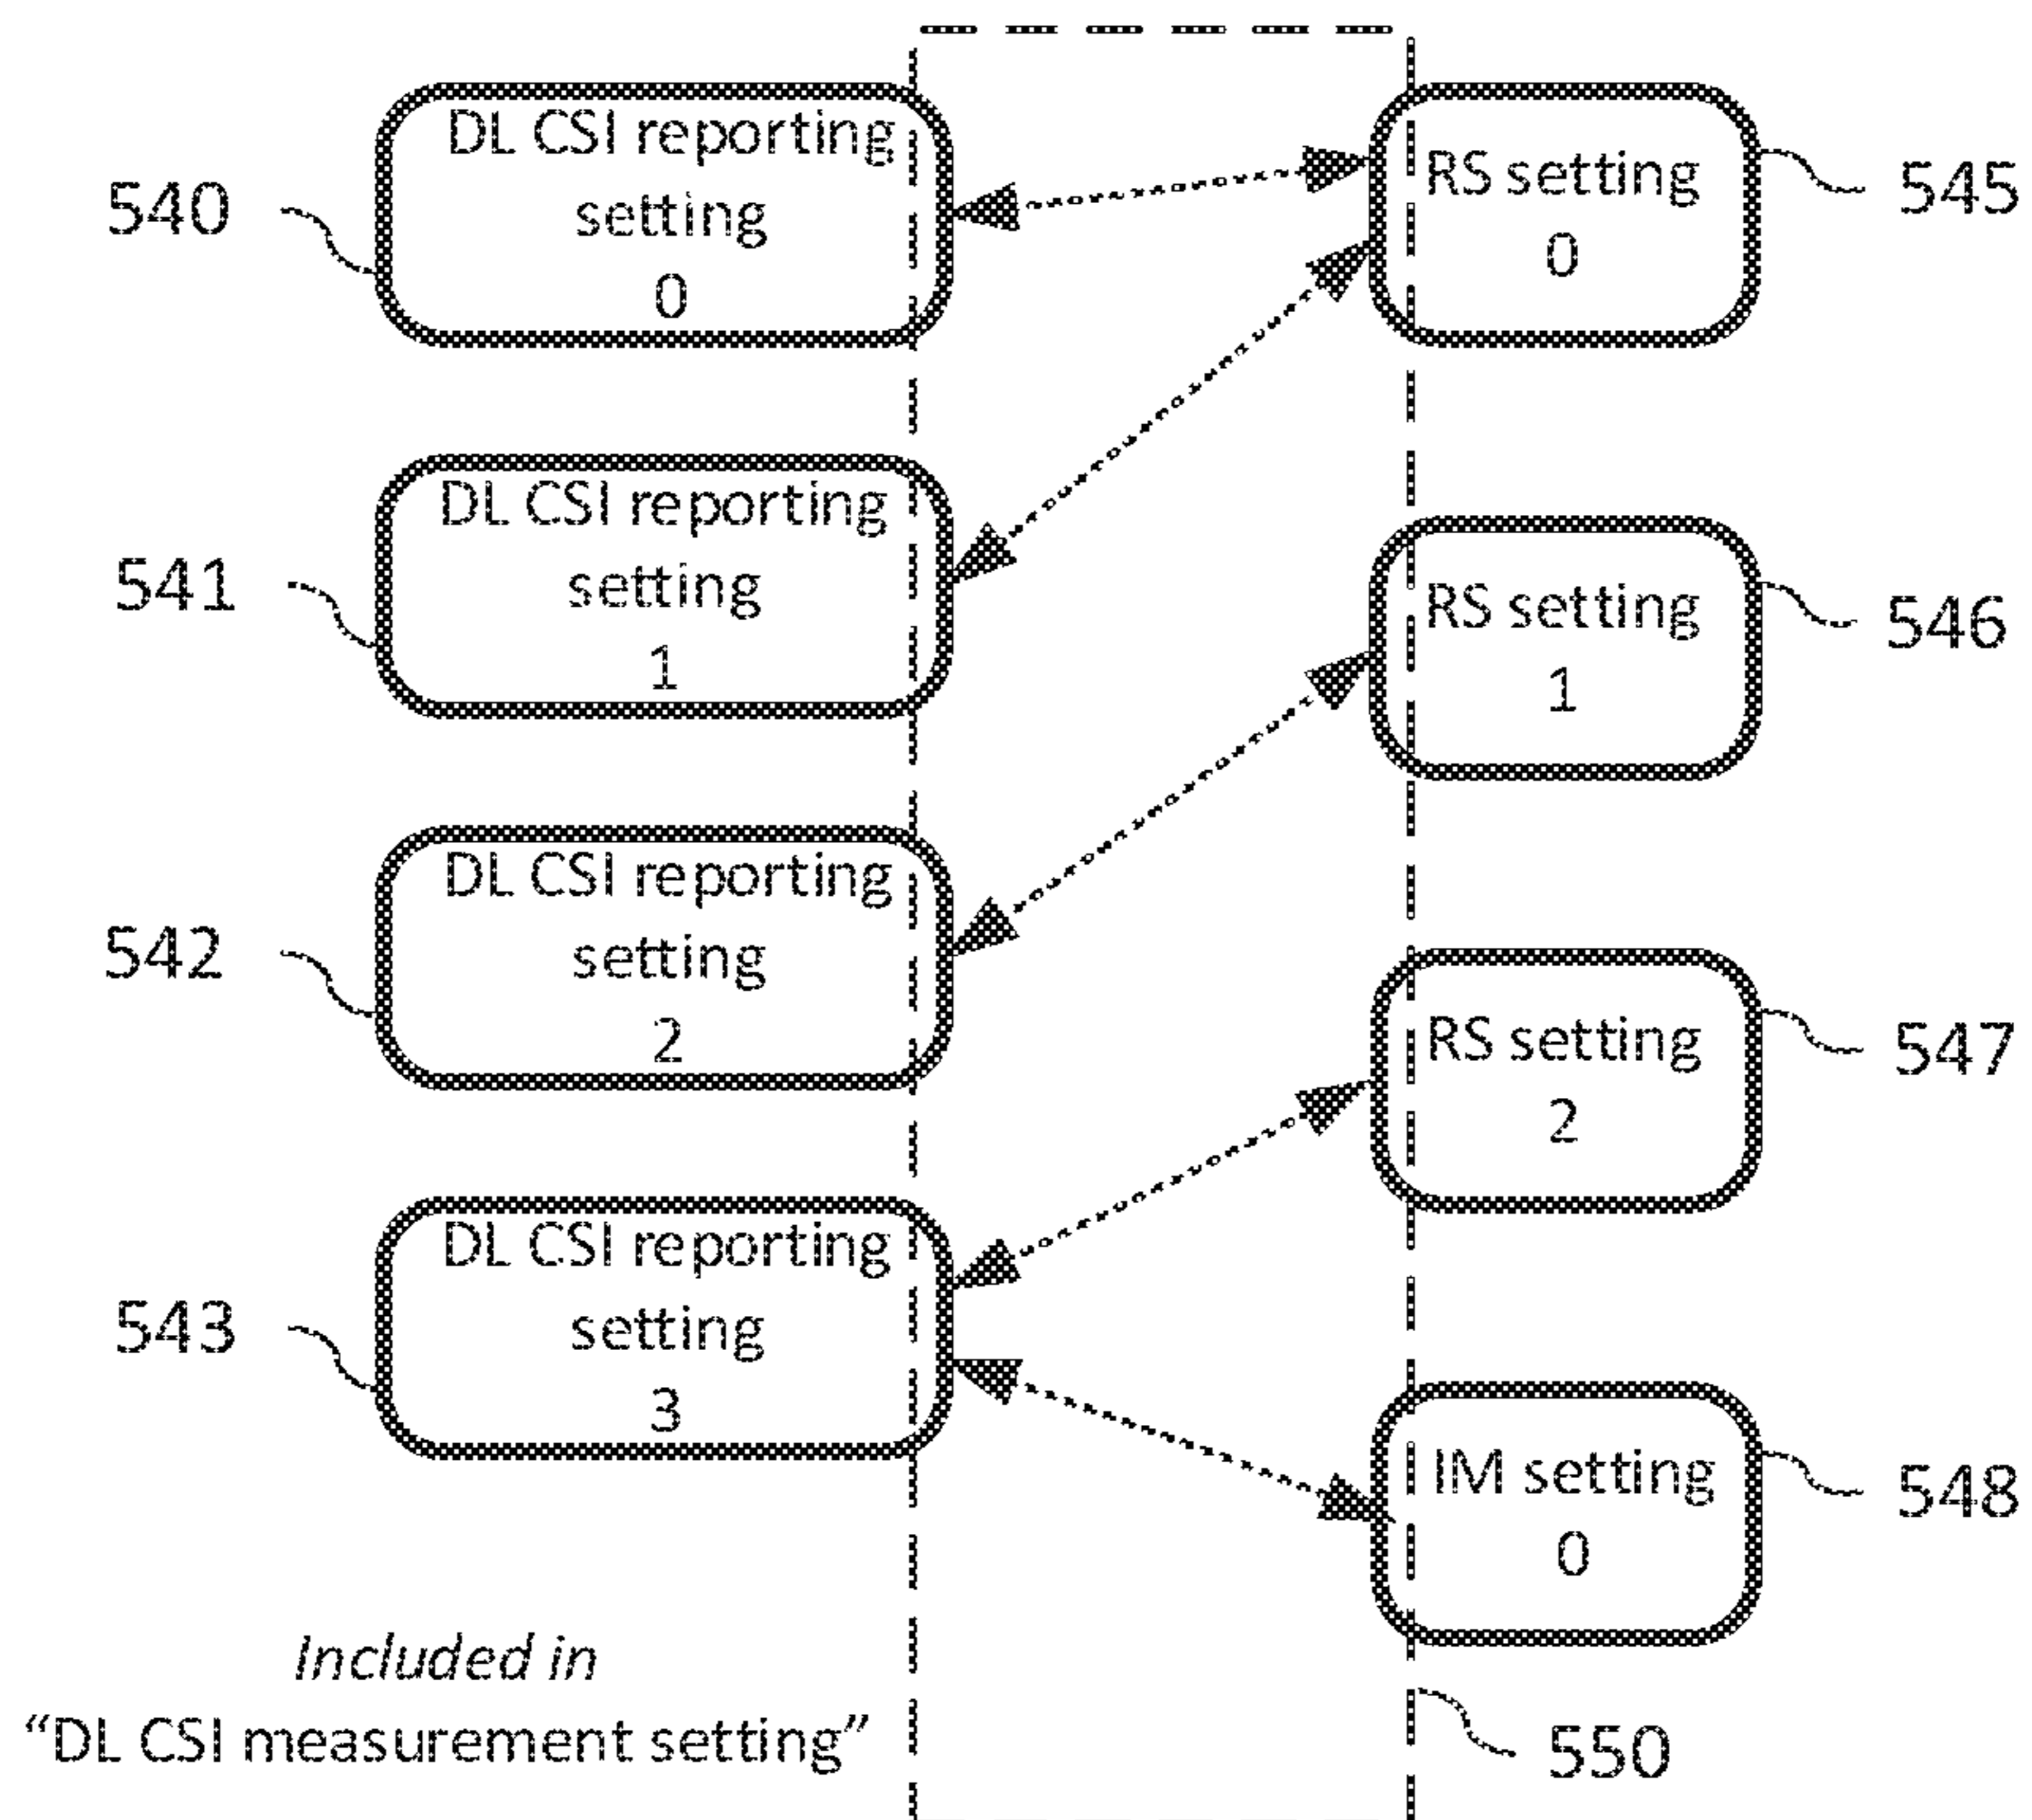 DL CSI reporting
setting
0
540
RS setting
0
545
DL CSI reporting
setting
1
541
RS setting
1
546
DL CSI reporting
setting
2
542
RS setting
2
547
DL CSI reporting
setting
3
543
IM setting
0
548
Included in
“DL CSI measurement setting”
550